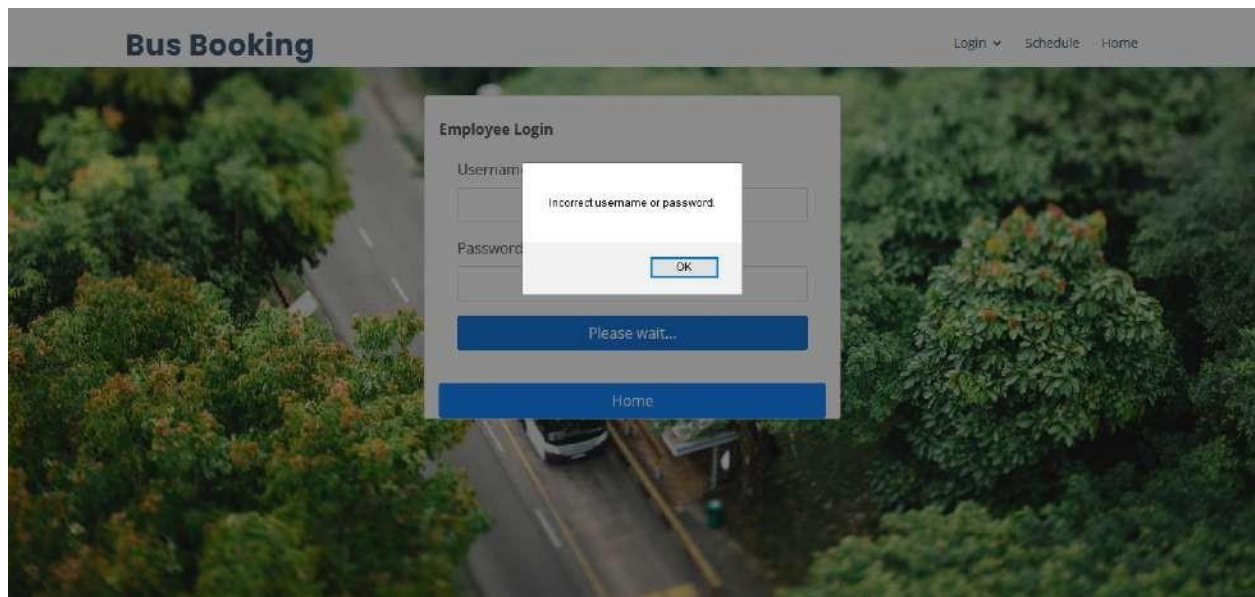 Bus Booking
Login Schedule Home
Employee Login
Usernam
Incorrect username or password.
Password
OK
Please wait...
Home